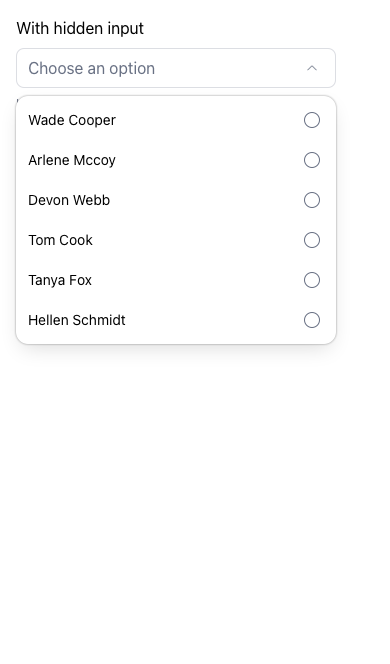 With hidden input
Choose an option
Wade Cooper
Arlene Mccoy
Devon Webb
Tom Cook
Tanya Fox
Hellen Schmidt